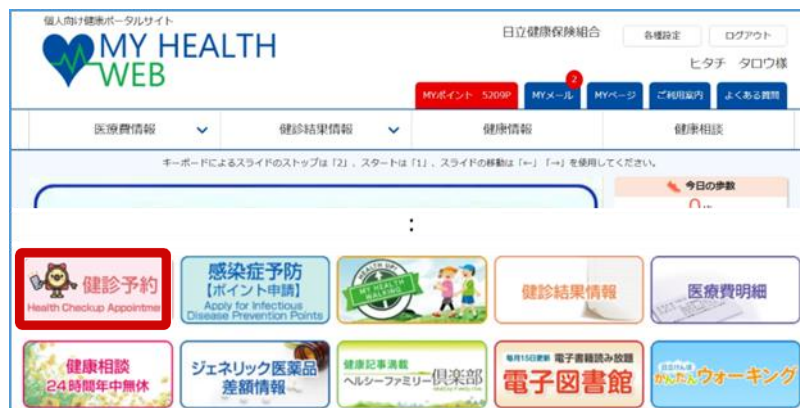 個人向け健康ポータルサイト
MY HEALTH
WEB
日立健康保険組合
各種設定
ログアウト
ヒタチ タロウ様
2
MYポイント 5209P
MYメール
MYページ
ご利用案内
よくある質問
医療費情報
健診結果情報
健康情報
健康相談
キーボードによるスライドのストップは「2」、スタートは「1」、スライドの移動は「←」「→」を使用してください。
今日の歩数
:
健診予約
Health Checkup Appointme
感染症予防
【ポイント申請】
Apply for Infectious
Disease Prevention Points
HEALTH UP!
MY HEALTH
WALKING
健診結果情報
医療費明細
健康相談
24時間年中無休
ジェネリック医薬品
差額情報
健康記事満載
ヘルシーファミリー倶楽部
毎月15日更新 電子書籍読み放題
電子図書館
かんたんウォーキング